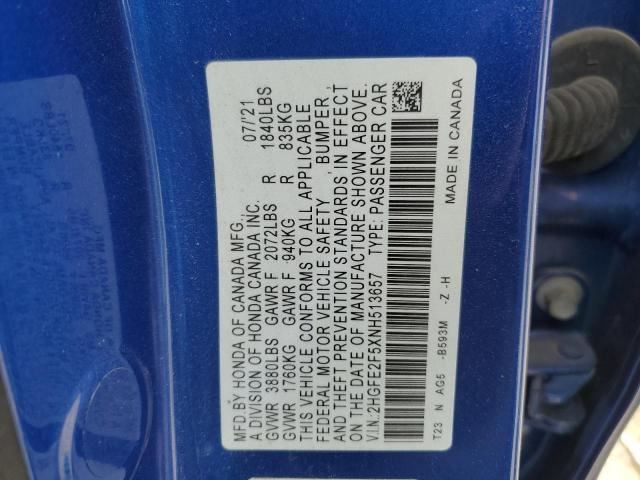 MFD.BY HONDA OF CANADA MFG., 07/'21
A DIVISION OF HONDA CANADA INC.
GVWR 3880LBS GAWR F 2072LBS R 1840LBS
GVWR 1760KG GAWR F 940KG R 835KG
THIS VEHICLE CONFORMS TO ALL APPLICABLE
FEDERAL MOTOR VEHICLE SAFETY , BUMPER ,
AND THEFT PREVENTION STANDARDS IN EFFECT
ON THE DATE OF MANUFACTURE SHOWN ABOVE.
V.I.N.:2HGFE2F5XNH513657 TYPE:PASSENGER CAR
T23 N AG5 -B593M -Z -H MADE IN CANADA